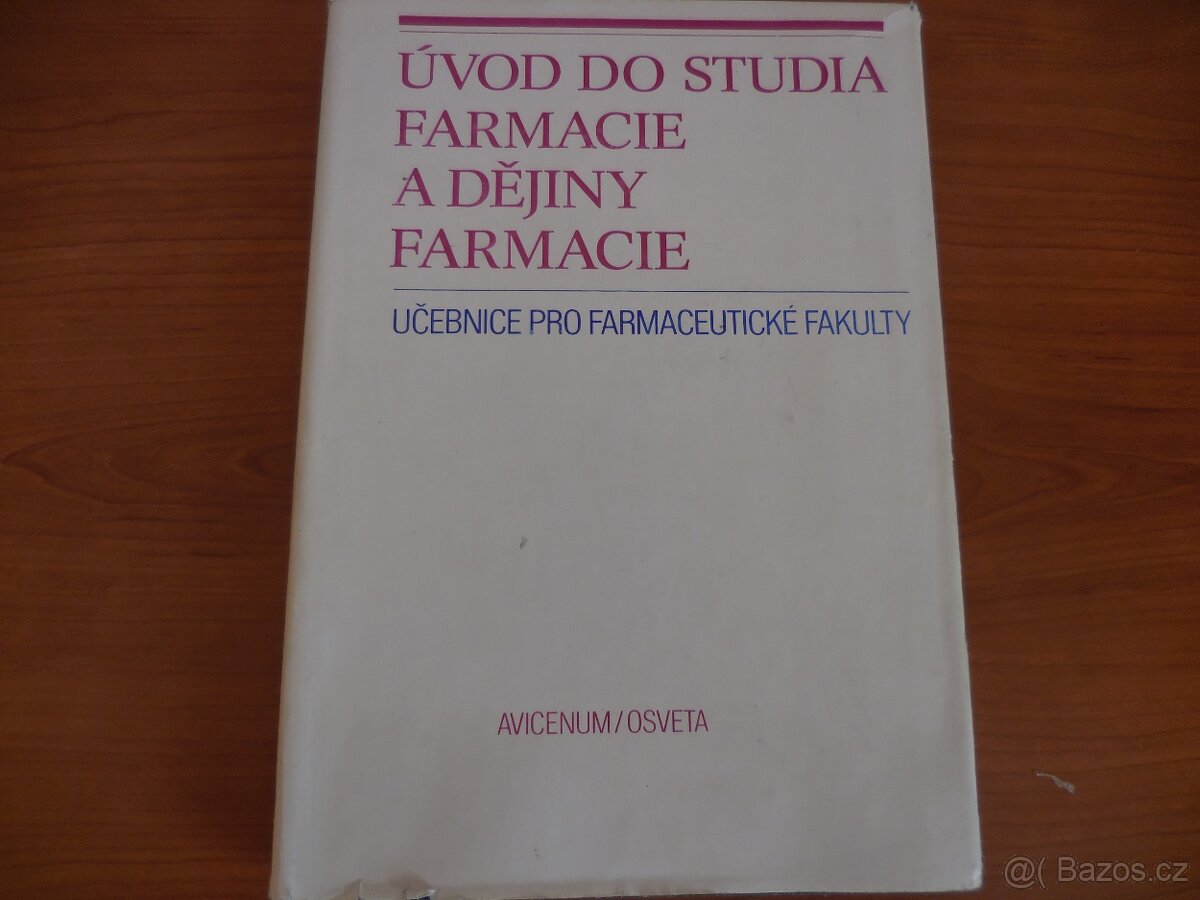 ÚVOD DO STUDIA
FARMACIE
A DĚJINY
FARMACIE
UČEBNICE PRO FARMACEUTICKÉ FAKULTY
AVICENUM/OSVETA
@( Bazos.cz